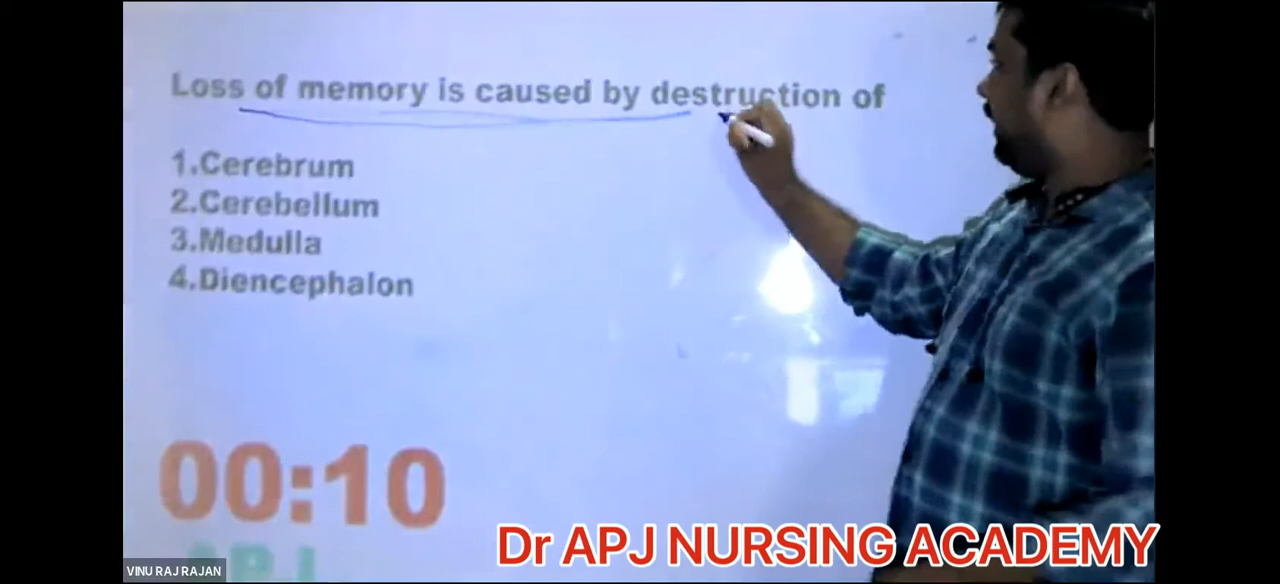 Loss of memory is caused by destruction of
1.Cerebrum
2.Cerebellum
3.Medulla
4.Diencephalon
00:10
Dr APJ NURSING ACADEMY
VINU RAJ RAJAN